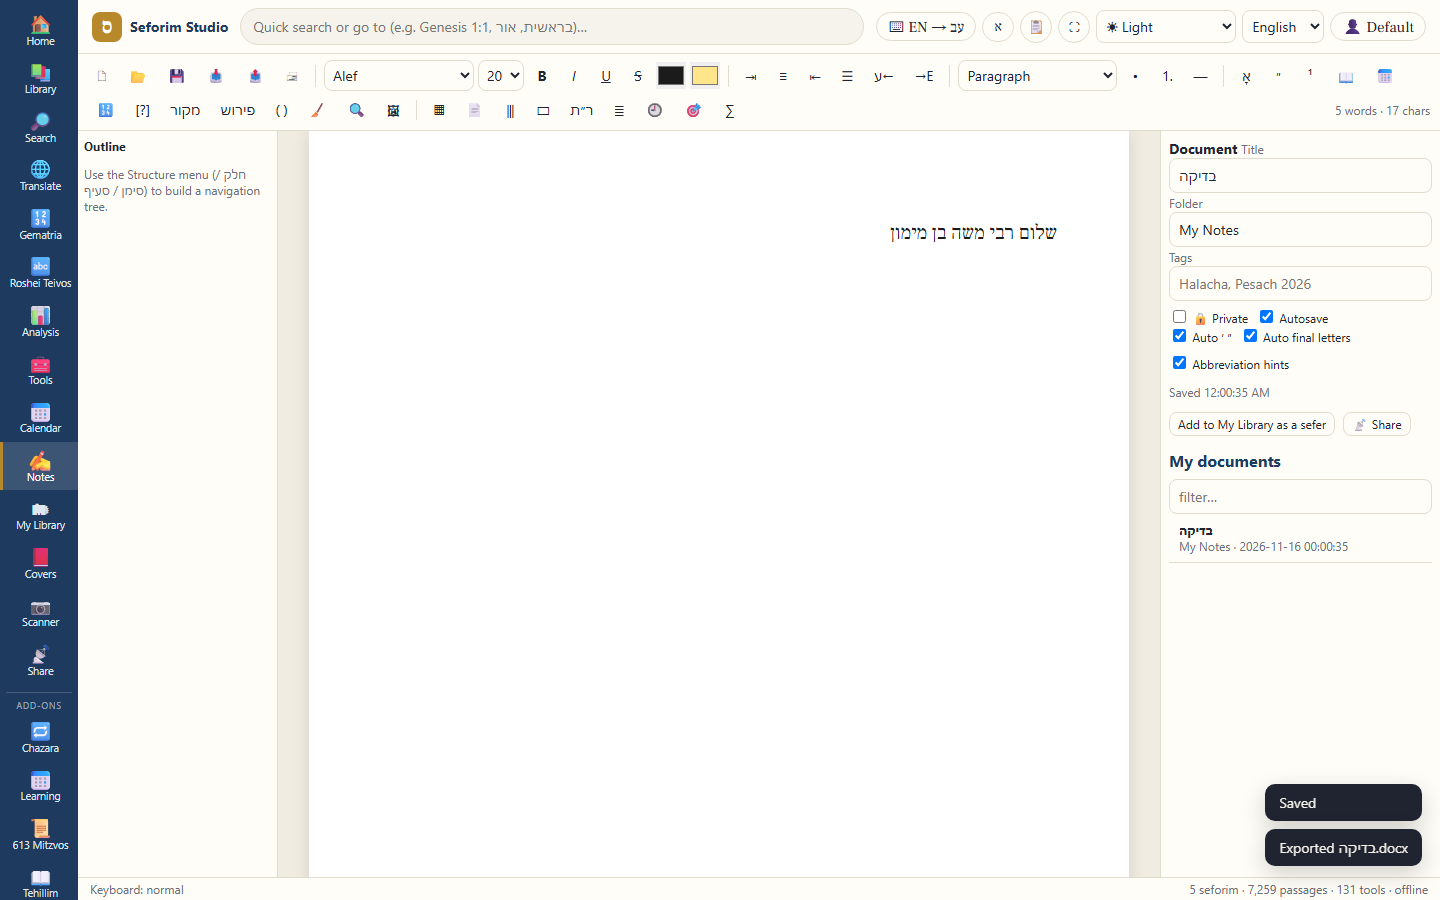 Home
Library
Search
Translate
Gematria
Roshei Teivos
Analysis
Tools
Calendar
Notes
My Library
Covers
Scanner
Share
ADD-ONS
Chazara
Learning
613 Mitzvos
Tehillim
ס Seforim Studio
Quick search or go to (e.g. Genesis 1:1, בראשית, אור)...
EN → עב
א
☀ Light
English
Default
Alef 20 B I U S
ע← →E Paragraph • 1. — אָ ״ ¹
[?] מקור פירוש ( ) ר״ת ∑
5 words · 17 chars
Outline
Use the Structure menu (חלק /
סימן / סעיף) to build a navigation
tree.
שלום רבי משה בן מימון
Document Title
בדיקה
Folder
My Notes
Tags
Halacha, Pesach 2026
Private Autosave
Auto ׳ ״ Auto final letters
Abbreviation hints
Saved 12:00:35 AM
Add to My Library as a sefer Share
My documents
filter...
בדיקה
My Notes · 2026-11-16 00:00:35
Saved
Exported בדיקה.docx
Keyboard: normal
5 seforim · 7,259 passages · 131 tools · offline